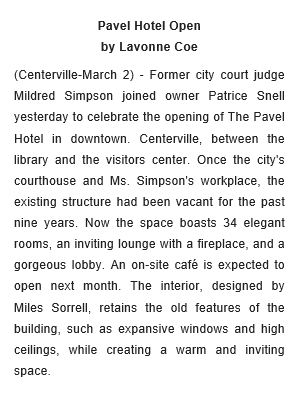 Pavel Hotel Open
by Lavonne Coe
(Centerville-March 2) - Former city court judge
Mildred Simpson joined owner Patrice Snell
yesterday to celebrate the opening of The Pavel
Hotel in downtown. Centerville, between the
library and the visitors center. Once the city's
courthouse and Ms. Simpson's workplace, the
existing structure had been vacant for the past
nine years. Now the space boasts 34 elegant
rooms, an inviting lounge with a fireplace, and a
gorgeous lobby. An on-site café is expected to
open next month. The interior, designed by
Miles Sorrell, retains the old features of the
building, such as expansive windows and high
ceilings, while creating a warm and inviting
space.